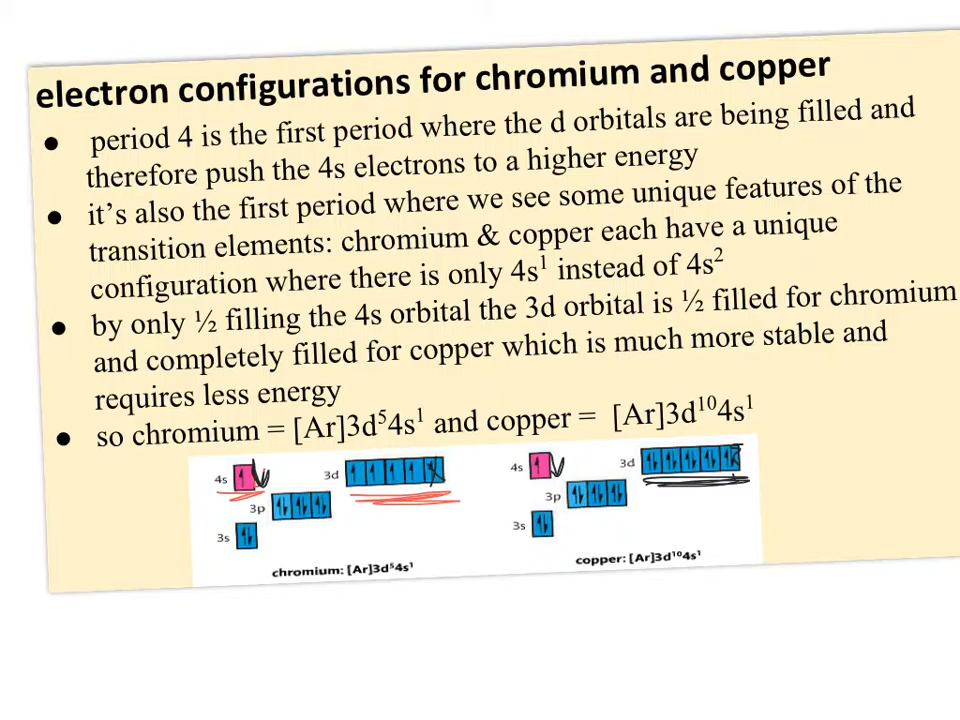 electron configurations for chromium and copper
● period 4 is the first period where the d orbitals are being filled and
therefore push the 4s electrons to a higher energy
● it's also the first period where we see some unique features of the
transition elements: chromium & copper each have a unique
configuration where there is only 4s¹ instead of 4s²
● by only ½ filling the 4s orbital the 3d orbital is ½ filled for chromium
and completely filled for copper which is much more stable and
requires less energy
● so chromium = [Ar]3d⁵4s¹ and copper = [Ar]3d¹⁰4s¹
4s 3d
3p
3s
chromium: [Ar]3d⁵4s¹
4s 3d
3p
3s
copper: [Ar]3d¹⁰4s¹